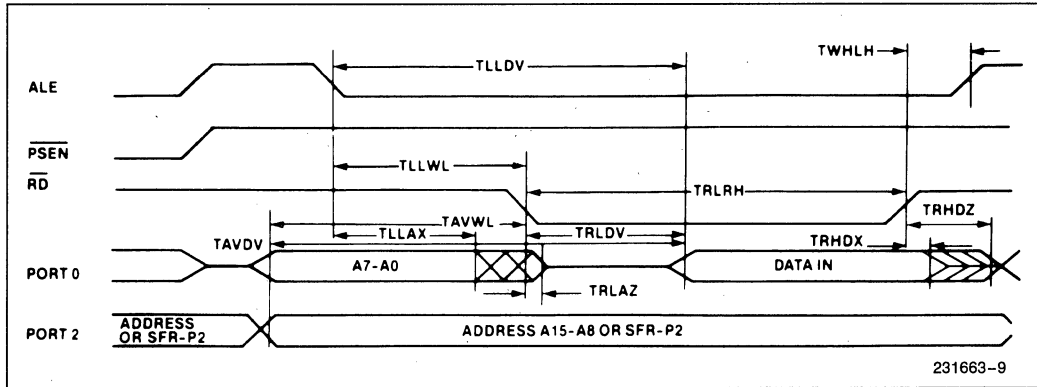 TWHLH
TLLDV
ALE
PSEN
TLLWL
RD
TRLRH
TRHDZ
TAVWL
TLLAX
TRLDV
TAVDV
TRHDX
PORT 0
A7-A0
DATA IN
TRLAZ
PORT 2
ADDRESS
OR SFR-P2
ADDRESS A15-A8 OR SFR-P2
231663-9